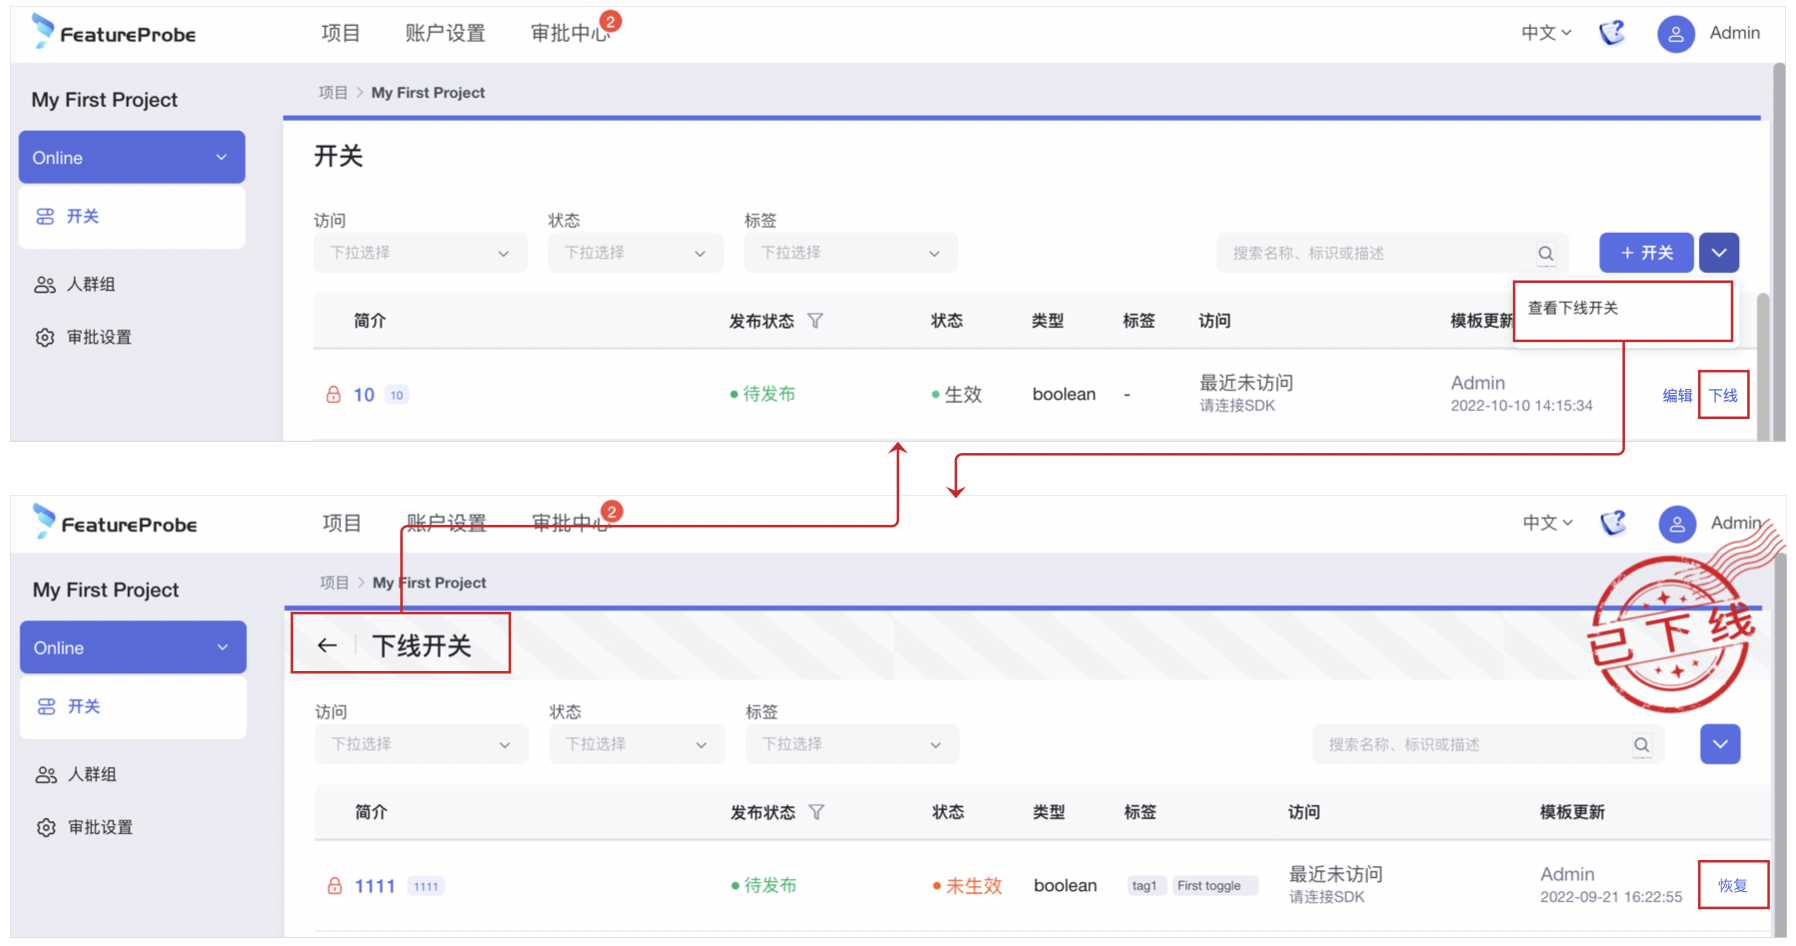 FeatureProbe
项目 账户设置 审批中心 2
中文 Admin
My First Project
Online
开关
人群组
审批设置
项目 > My First Project
开关
访问 状态 标签
下拉选择 下拉选择 下拉选择 搜索名称、标识或描述 + 开关
查看下线开关
简介 发布状态 状态 类型 标签 访问 模板更新
10 10 待发布 生效 boolean - 最近未访问 Admin 编辑 下线
请连接SDK 2022-10-10 14:15:34
FeatureProbe
项目 账户设置 审批中心 2
中文 Admin
My First Project
Online
开关
人群组
审批设置
项目 > My First Project
下线开关
已下线
访问 状态 标签
下拉选择 下拉选择 下拉选择 搜索名称、标识或描述
简介 发布状态 状态 类型 标签 访问 模板更新
1111 1111 待发布 未生效 boolean tag1 First toggle 最近未访问 Admin 恢复
请连接SDK 2022-09-21 16:22:55